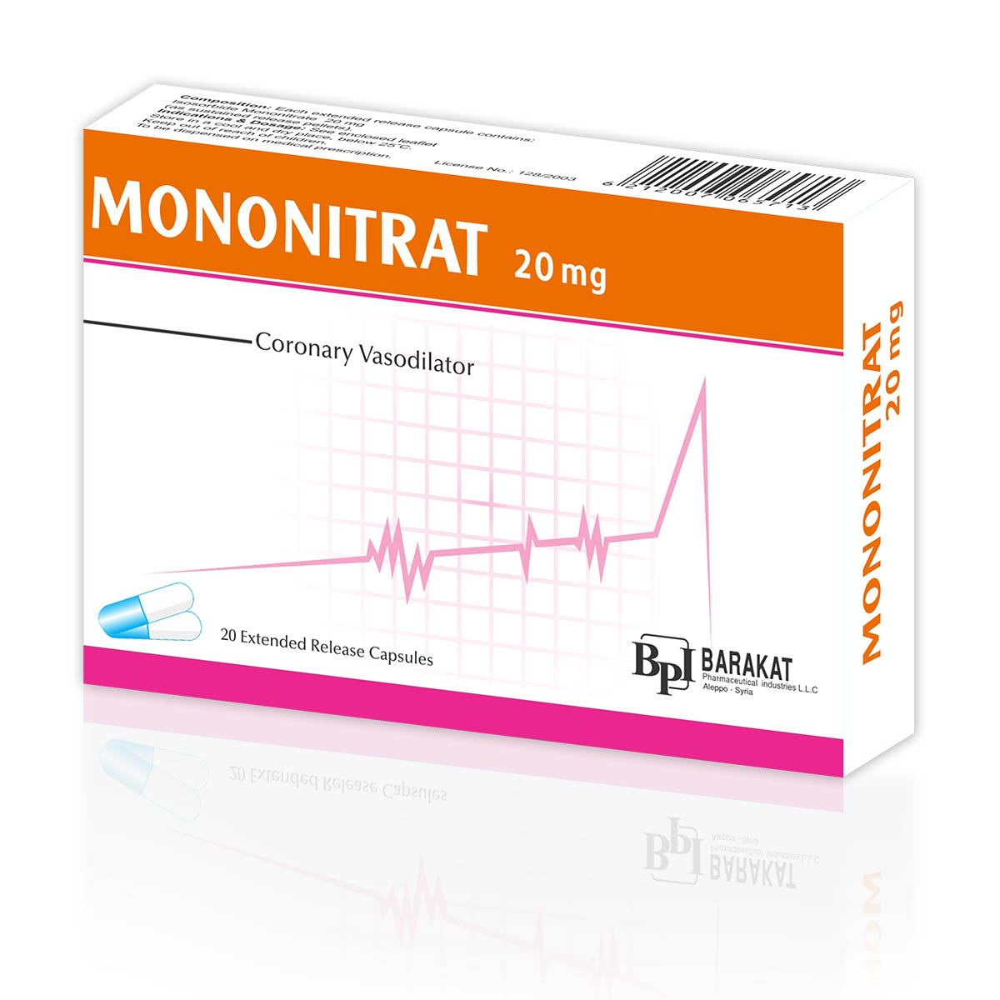 Composition: Each extended release capsule contains:
Isosorbide Mononitrate 20 mg
(as sustained release pellets).
Indications & Dosage: See enclosed leaflet
Store in a cool and dry place, below 25°C.
Keep out of reach of children.
To be dispensed on medical prescription.
License No.: 128/2003
6 212007 063715
MONONITRAT 20 mg
Coronary Vasodilator
20 Extended Release Capsules
BPI BARAKAT
Pharmaceutical industries L.L.C
Aleppo - Syria
MONONITRAT
20 mg